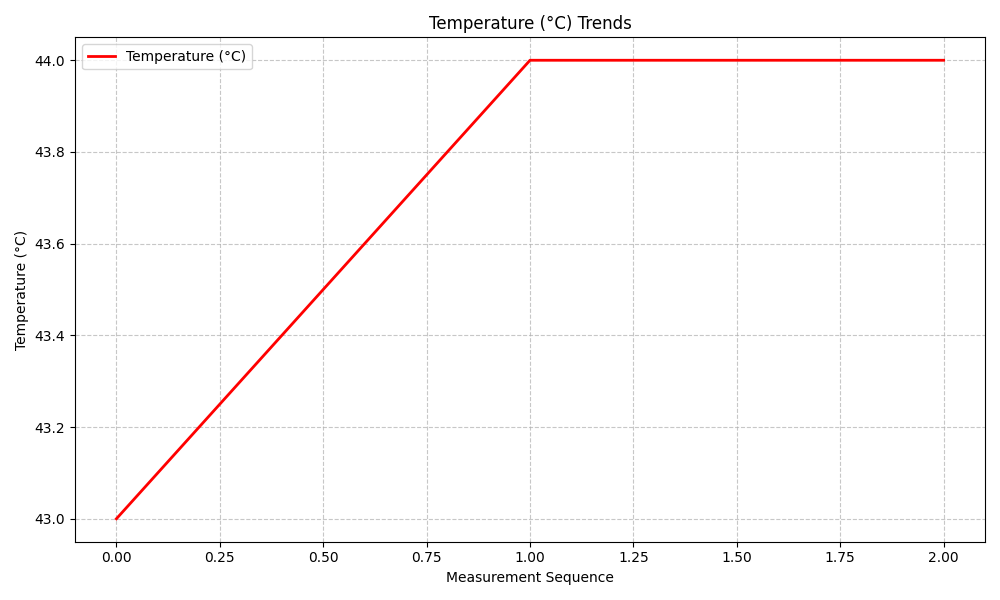 Temperature (°C) Trends
Temperature (°C)
Temperature (°C)
44.0
43.8
43.6
43.4
43.2
43.0
0.00 0.25 0.50 0.75 1.00 1.25 1.50 1.75 2.00
Measurement Sequence